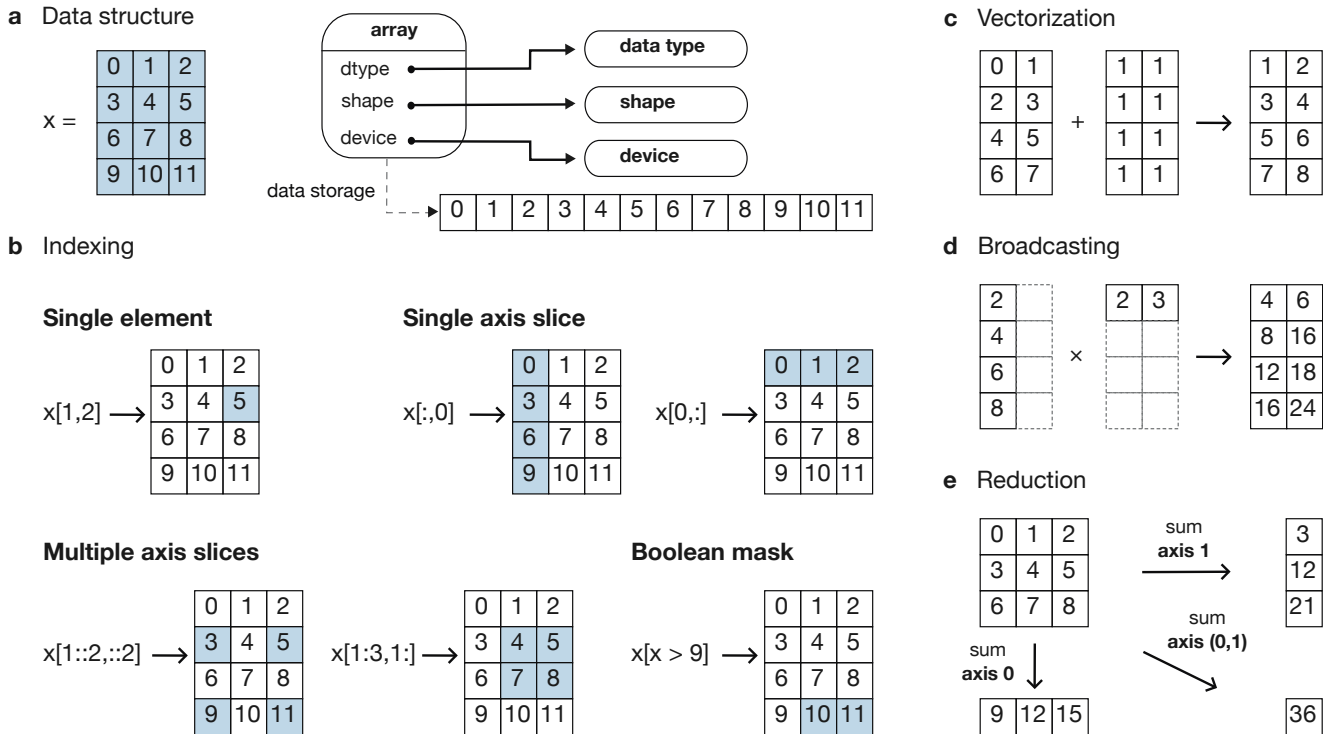 a Data structure
x =
0 1 2
3 4 5
6 7 8
9 10 11
array
dtype
shape
device
data type
shape
device
data storage
0 1 2 3 4 5 6 7 8 9 10 11
b Indexing
Single element
x[1,2]
0 1 2
3 4 5
6 7 8
9 10 11
Single axis slice
x[:,0]
0 1 2
3 4 5
6 7 8
9 10 11
x[0,:]
0 1 2
3 4 5
6 7 8
9 10 11
Multiple axis slices
x[1::2,::2]
0 1 2
3 4 5
6 7 8
9 10 11
x[1:3,1:]
0 1 2
3 4 5
6 7 8
9 10 11
Boolean mask
x[x > 9]
0 1 2
3 4 5
6 7 8
9 10 11
c Vectorization
0 1
2 3
4 5
6 7
+
1 1
1 1
1 1
1 1
1 2
3 4
5 6
7 8
d Broadcasting
2
4
6
8
×
2 3
4 6
8 16
12 18
16 24
e Reduction
0 1 2
3 4 5
6 7 8
sum
axis 1
3
12
21
sum
axis 0
9 12 15
sum
axis (0,1)
36